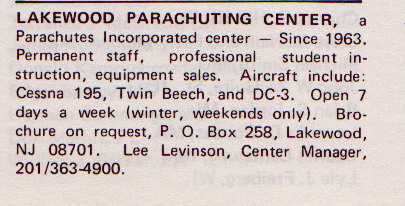 LAKEWOOD PARACHUTING CENTER, a
Parachutes Incorporated center — Since 1963.
Permanent staff, professional student in-
struction, equipment sales. Aircraft include:
Cessna 195, Twin Beech, and DC-3. Open 7
days a week (winter, weekends only). Bro-
chure on request, P. O. Box 258, Lakewood,
NJ 08701. Lee Levinson, Center Manager,
201/363-4900.